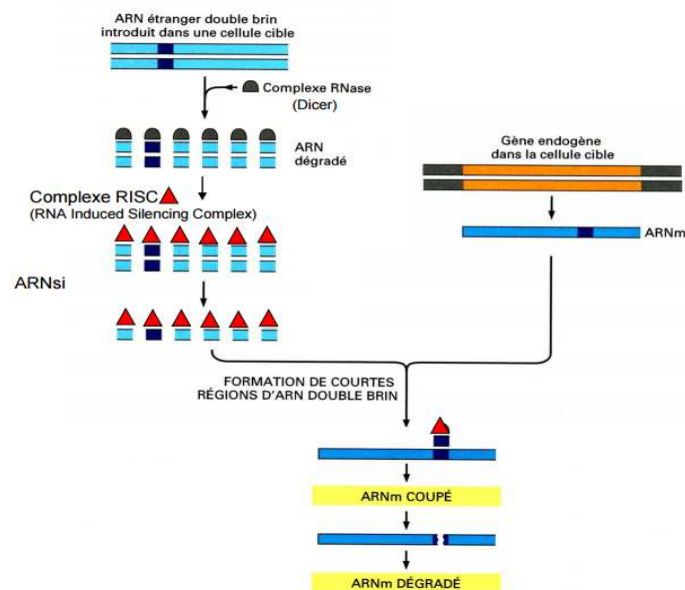 ARN étranger double brin
introduit dans une cellule cible
Complexe RNase
(Dicer)
ARN
dégradé
Complexe RISC
(RNA Induced Silencing Complex)
ARNsi
Gène endogène
dans la cellule cible
ARNm
FORMATION DE COURTES
RÉGIONS D'ARN DOUBLE BRIN
ARNm COUPÉ
ARNm DÉGRADÉ